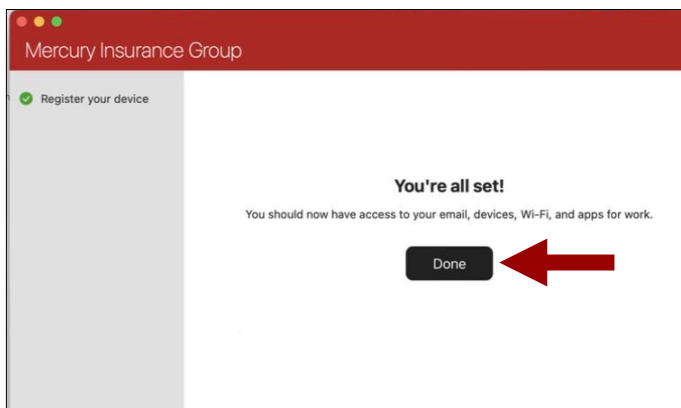 Mercury Insurance Group
Register your device
You're all set!
You should now have access to your email, devices, Wi-Fi, and apps for work.
Done